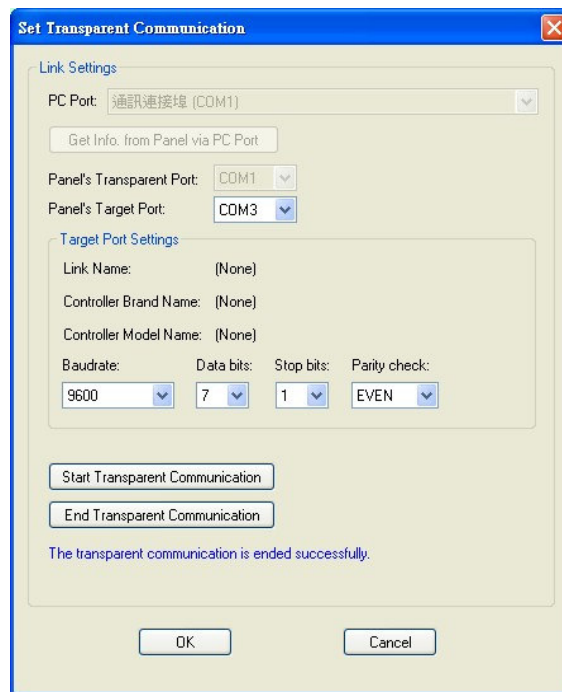 Set Transparent Communication
Link Settings
PC Port: 通訊連接埠 (COM1)
Get Info. from Panel via PC Port
Panel's Transparent Port: COM1
Panel's Target Port: COM3
Target Port Settings
Link Name: (None)
Controller Brand Name: (None)
Controller Model Name: (None)
Baudrate: Data bits: Stop bits: Parity check:
9600 7 1 EVEN
Start Transparent Communication
End Transparent Communication
The transparent communication is ended successfully.
OK Cancel